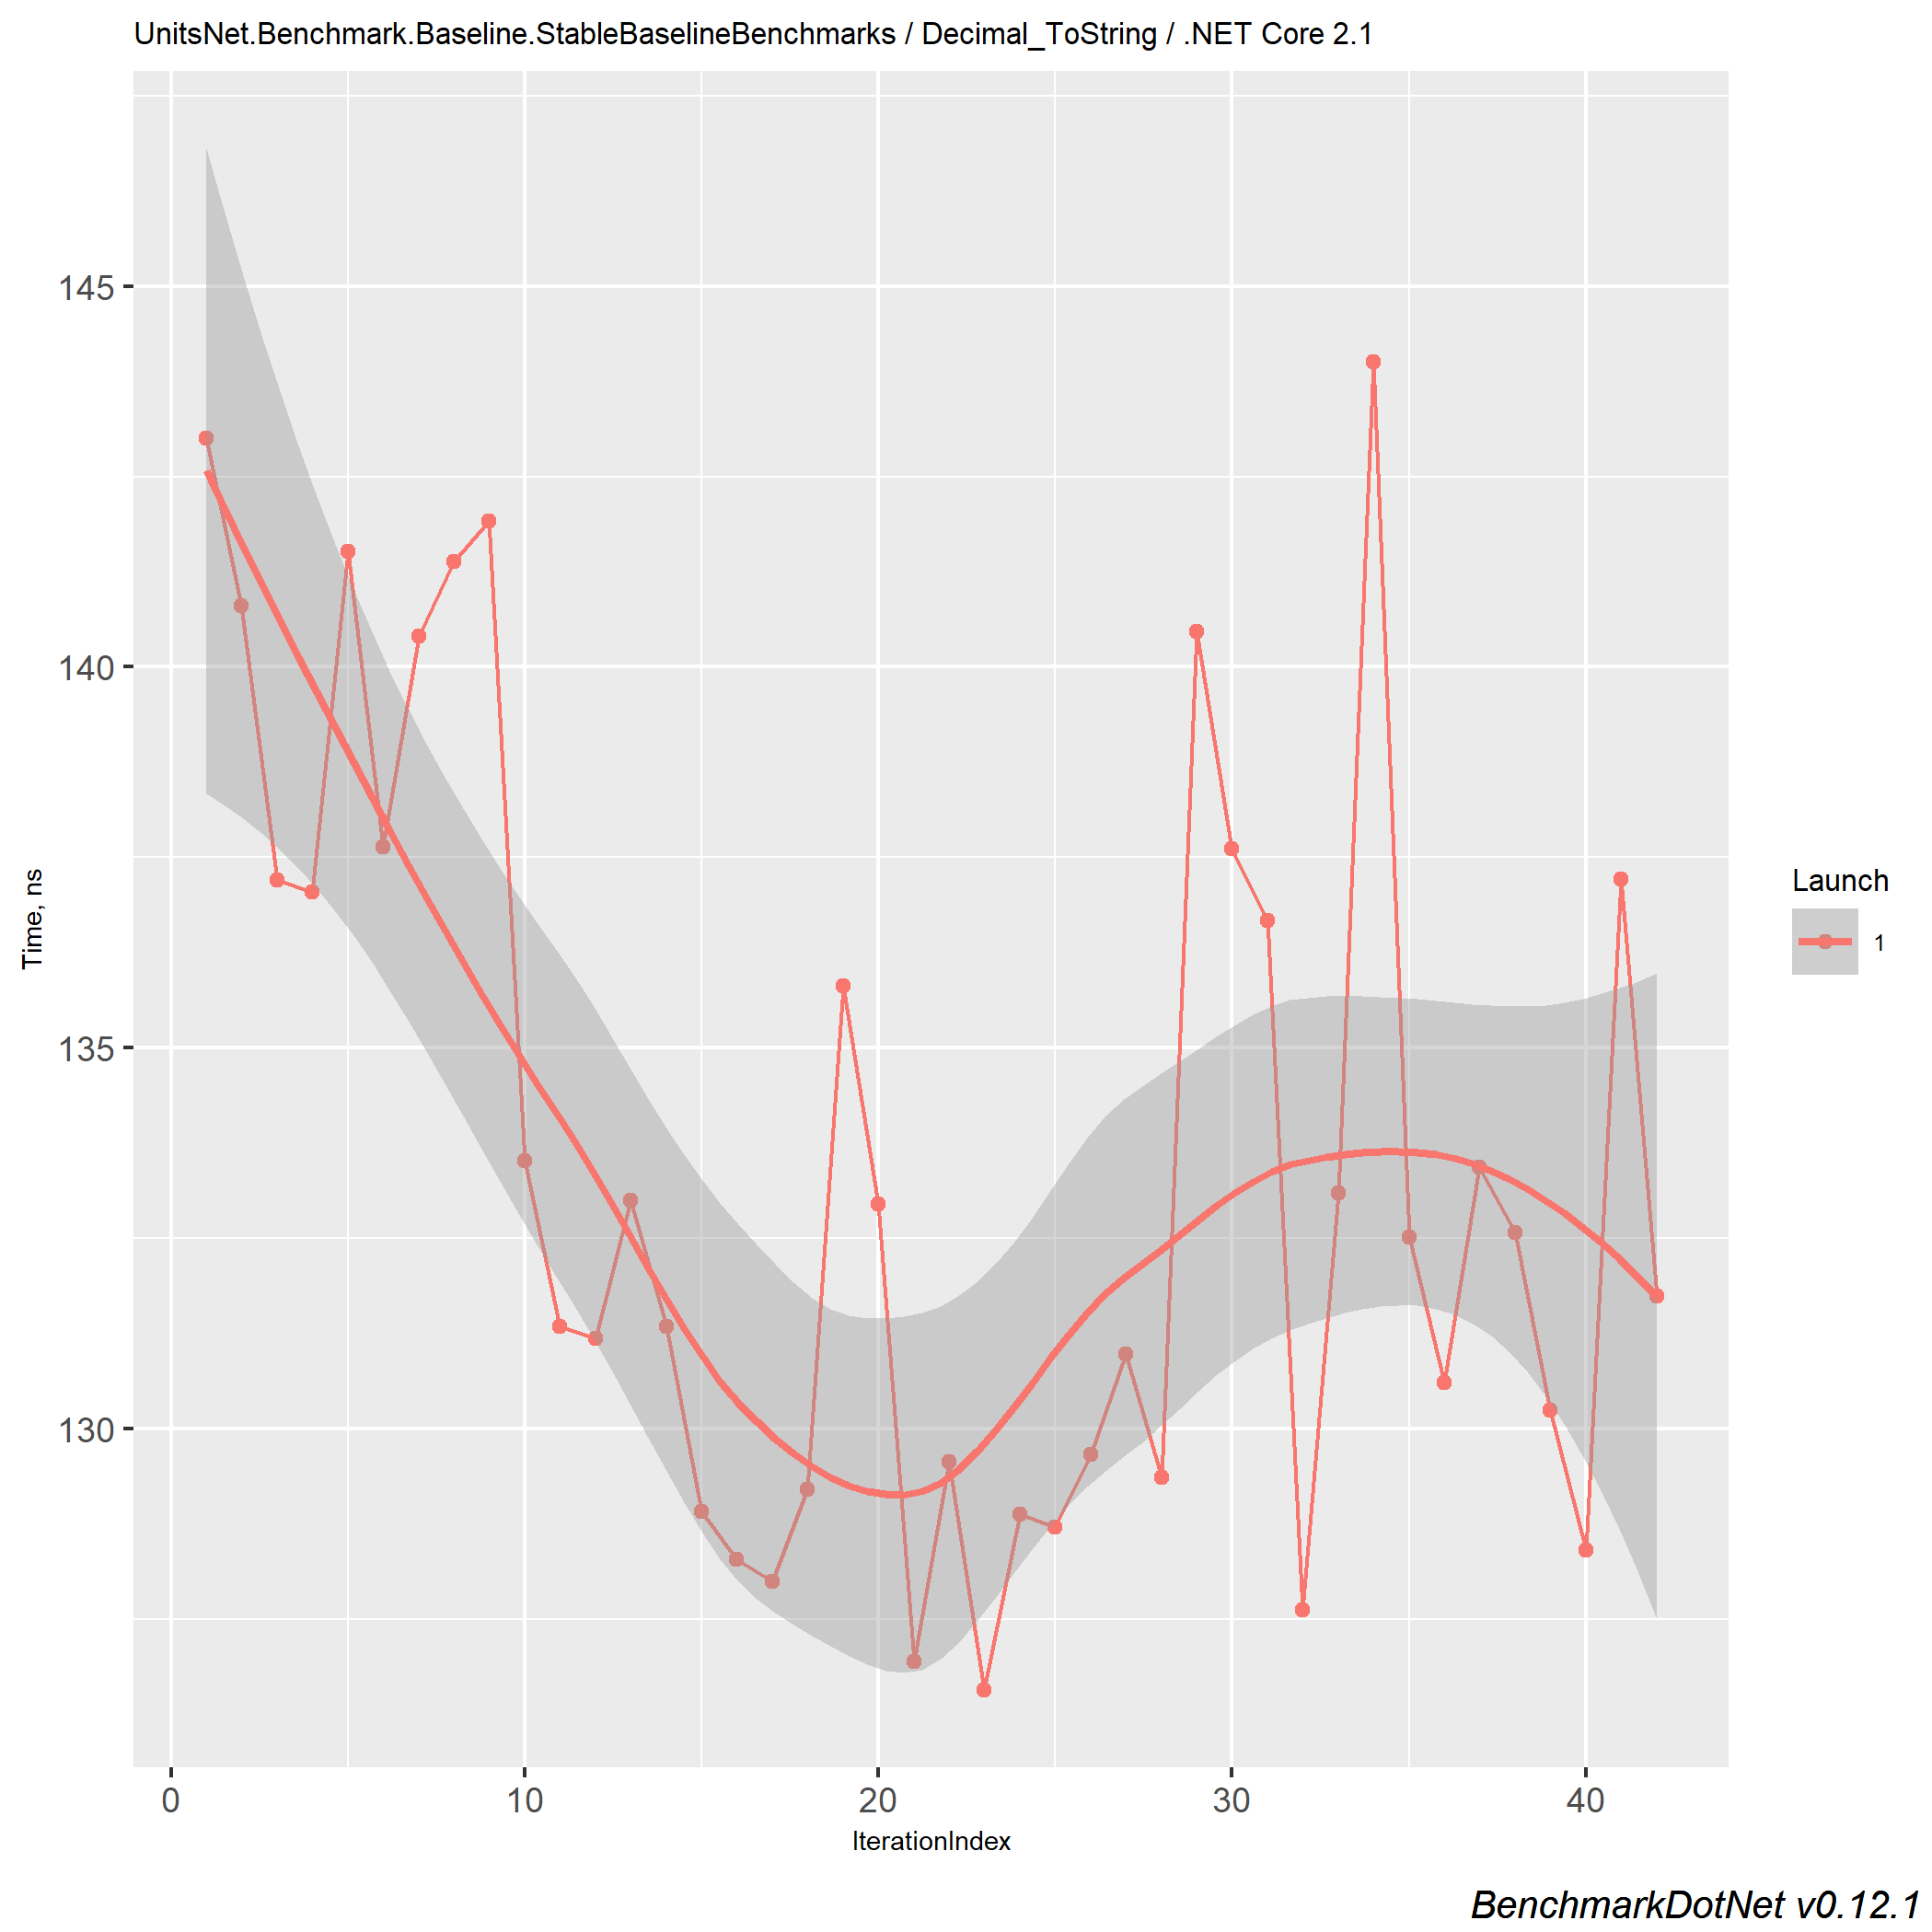 UnitsNet.Benchmark.Baseline.StableBaselineBenchmarks / Decimal_ToString / .NET Core 2.1
145
140
135
130
Time, ns
0 10 20 30 40
IterationIndex
Launch
1
BenchmarkDotNet v0.12.1